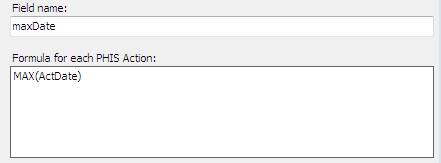 Field name:
maxDate
Formula for each PHIS Action:
MAX(ActDate)